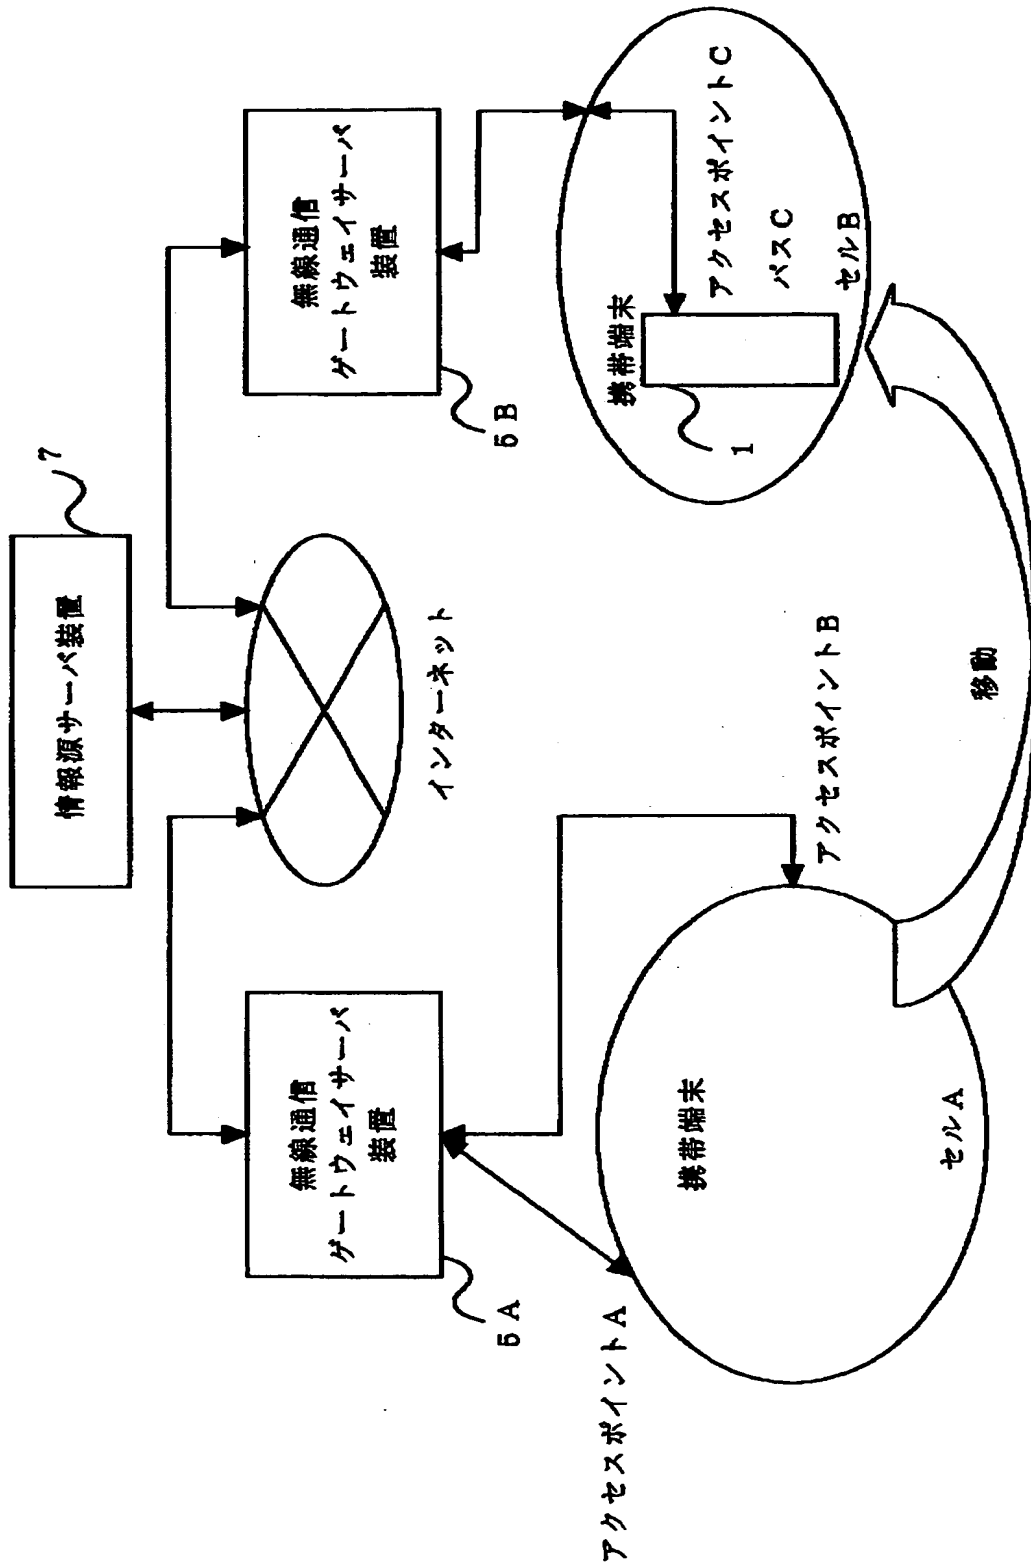 情報源サーバ装置
7
無線通信
ゲートウェイサーバ
装置
5A
インターネット
無線通信
ゲートウェイサーバ
装置
5B
アクセスポイントA
携帯端末
セルA
アクセスポイントB
移動
携帯端末
1
アクセスポイントC
パスC
セルB